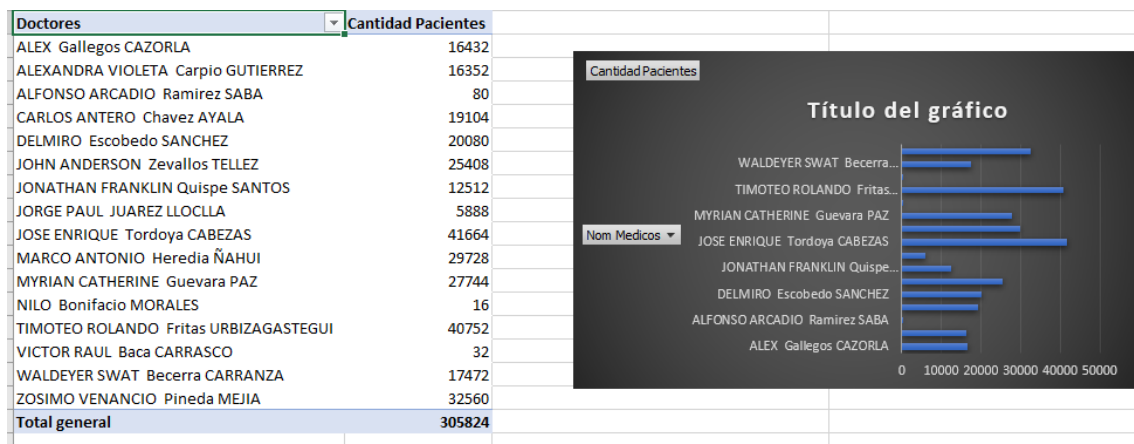 Doctores Cantidad Pacientes
ALEX Gallegos CAZORLA 16432
ALEXANDRA VIOLETA Carpio GUTIERREZ 16352
ALFONSO ARCADIO Ramirez SABA 80
CARLOS ANTERO Chavez AYALA 19104
DELMIRO Escobedo SANCHEZ 20080
JOHN ANDERSON Zevallos TELLEZ 25408
JONATHAN FRANKLIN Quispe SANTOS 12512
JORGE PAUL JUAREZ LLOCLLA 5888
JOSE ENRIQUE Tordoya CABEZAS 41664
MARCO ANTONIO Heredia ÑAHUI 29728
MYRIAN CATHERINE Guevara PAZ 27744
NILO Bonifacio MORALES 16
TIMOTEO ROLANDO Fritas URBIZAGASTEGUI 40752
VICTOR RAUL Baca CARRASCO 32
WALDEYER SWAT Becerra CARRANZA 17472
ZOSIMO VENANCIO Pineda MEJIA 32560
Total general 305824
Cantidad Pacientes
Título del gráfico
WALDEYER SWAT Becerra...
TIMOTEO ROLANDO Fritas...
MYRIAN CATHERINE Guevara PAZ
Nom Medicos
JOSE ENRIQUE Tordoya CABEZAS
JONATHAN FRANKLIN Quispe...
DELMIRO Escobedo SANCHEZ
ALFONSO ARCADIO Ramirez SABA
ALEX Gallegos CAZORLA
0 10000 20000 30000 40000 50000